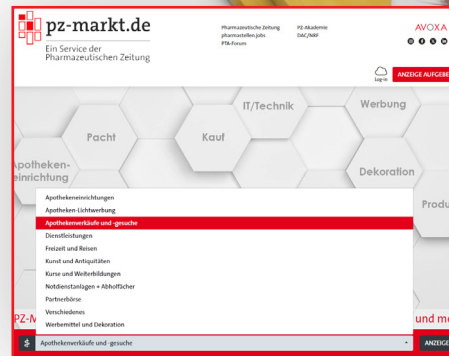 pz-markt.de
Ein Service der
Pharmazeutischen Zeitung
Pharmazeutische Zeitung
pharmastellen.jobs
PTA-Forum
PZ-Akademie
DAC/NRF
AVOXA
Log-in
ANZEIGE AUFGEBE
IT/Technik
Werbung
Pacht
Kauf
Apotheken-
einrichtung
Dekoration
Produ
Apothekeneinrichtungen
Apotheken-Lichtwerbung
Apothekenverkäufe und -gesuche
Dienstleistungen
Freizeit und Reisen
Kunst und Antiquitäten
Kurse und Weiterbildungen
Notdienstanlagen + Abholfächer
Partnerbörse
Verschiedenes
Werbemittel und Dekoration
PZ-M
und me
Apothekenverkäufe und -gesuche
ANZEIGE